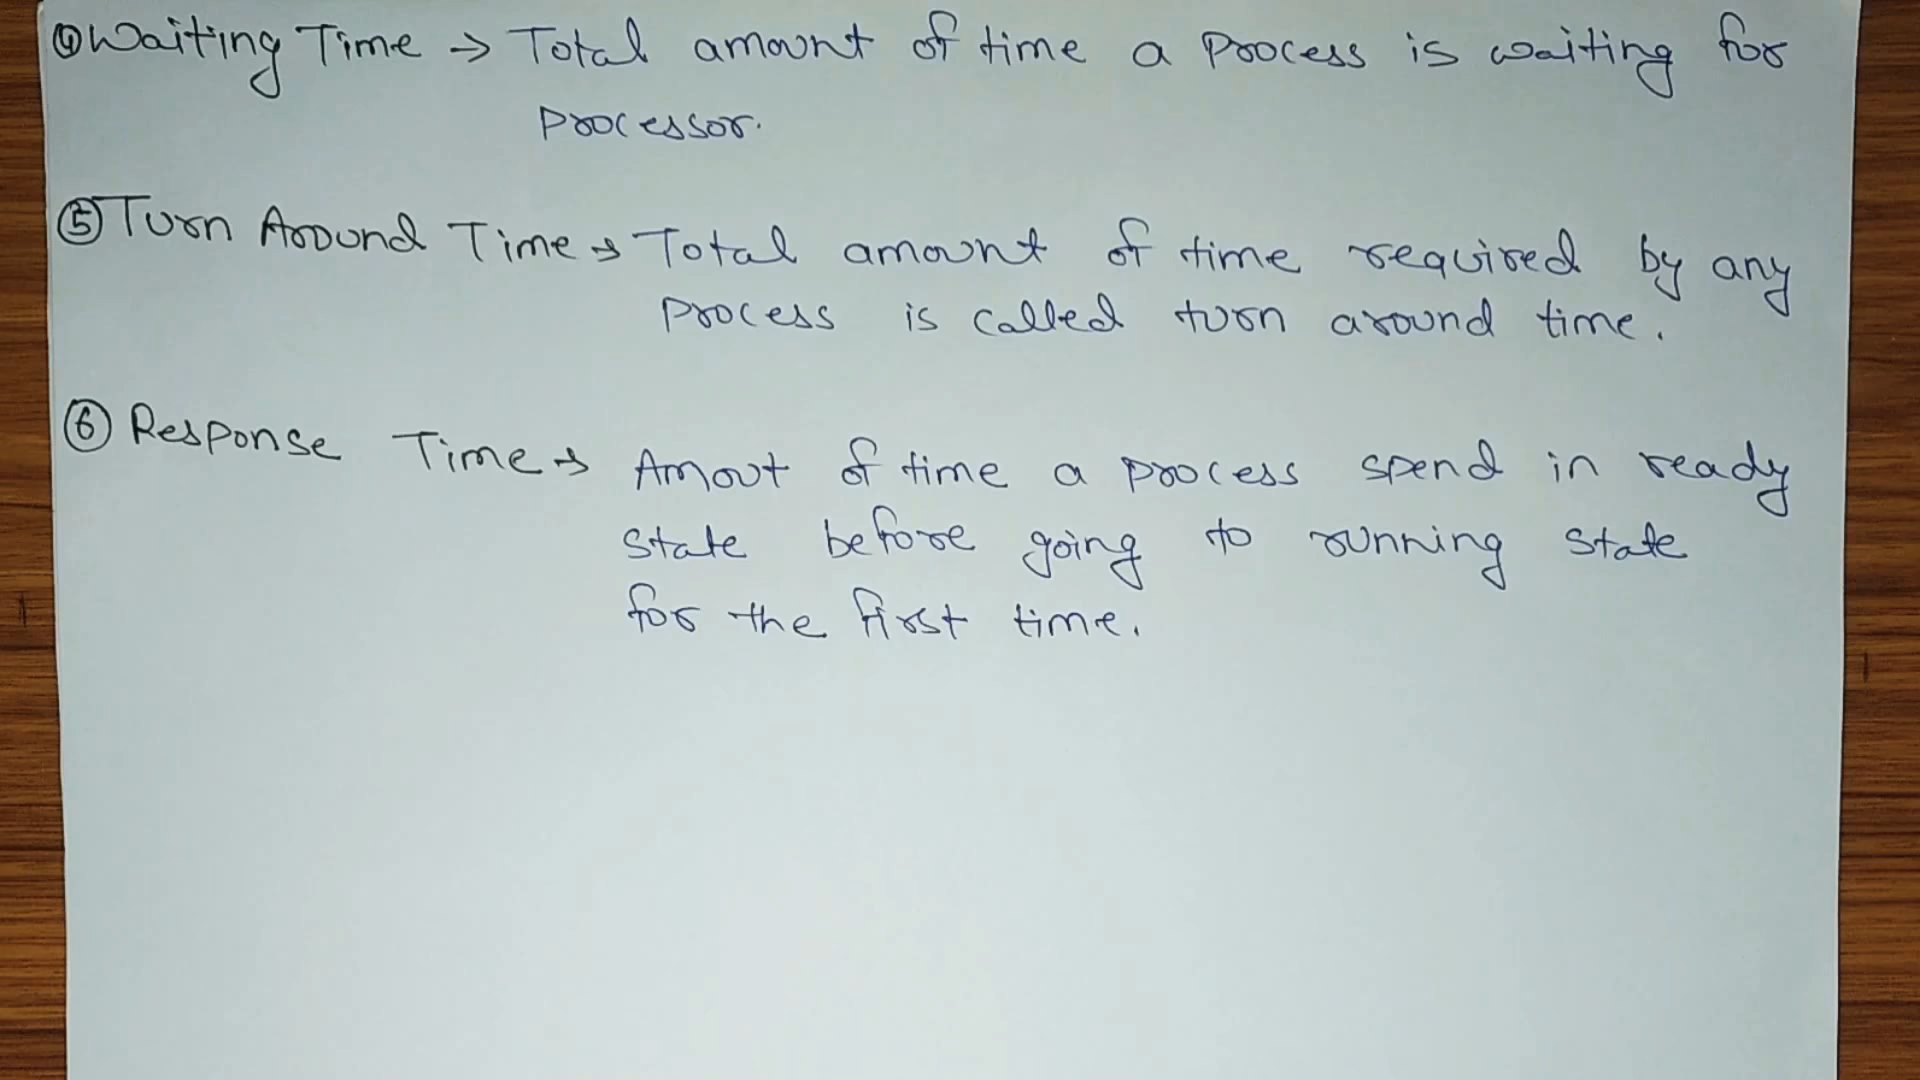 ④ Waiting Time → Total amount of time a process is waiting for
processor.
⑤ Turn Around Time → Total amount of time required by any
process is called turn around time.
⑥ Response Time → Amout of time a process spend in ready
state before going to running state
for the first time.